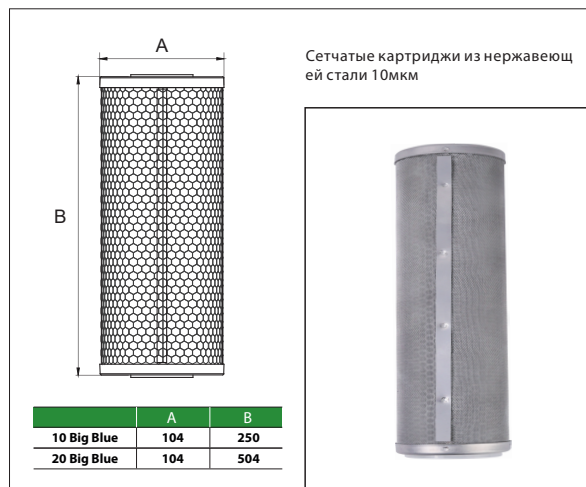 A
B
Сетчатые картриджи из нержавеющ
ей стали 10мкм
A B
10 Big Blue 104 250
20 Big Blue 104 504